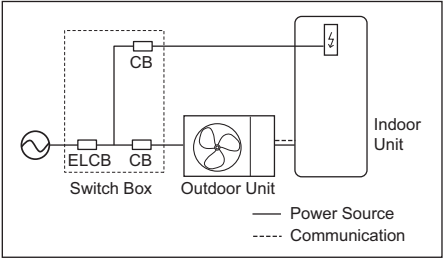 CB
ELCB
CB
Switch Box
Outdoor Unit
Indoor
Unit
Power Source
Communication